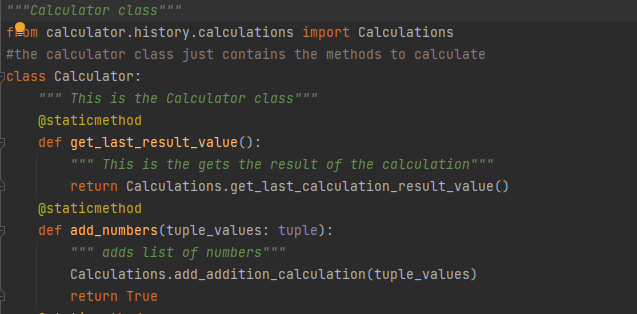 """Calculator class"""
from calculator.history.calculations import Calculations
#the calculator class just contains the methods to calculate
class Calculator:
    """ This is the Calculator class"""
    @staticmethod
    def get_last_result_value():
        """ This is the gets the result of the calculation"""
        return Calculations.get_last_calculation_result_value()
    @staticmethod
    def add_numbers(tuple_values: tuple):
        """ adds list of numbers"""
        Calculations.add_addition_calculation(tuple_values)
        return True